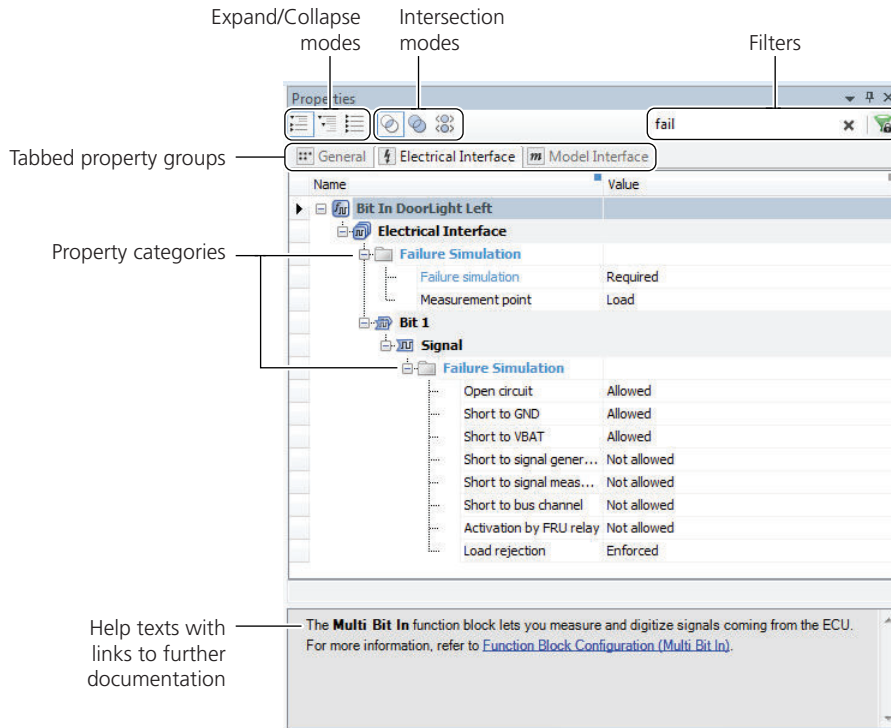 Expand/Collapse modes
Intersection modes
Filters
Properties
fail
Tabbed property groups
General
Electrical Interface
Model Interface
Name Value
Bit In DoorLight Left
Electrical Interface
Property categories
Failure Simulation
Failure simulation Required
Measurement point Load
Bit 1
Signal
Failure Simulation
Open circuit Allowed
Short to GND Allowed
Short to VBAT Allowed
Short to signal gener... Not allowed
Short to signal meas... Not allowed
Short to bus channel Not allowed
Activation by FRU relay Not allowed
Load rejection Enforced
Help texts with
links to further
documentation
The Multi Bit In function block lets you measure and digitize signals coming from the ECU.
For more information, refer to Function Block Configuration (Multi Bit In).